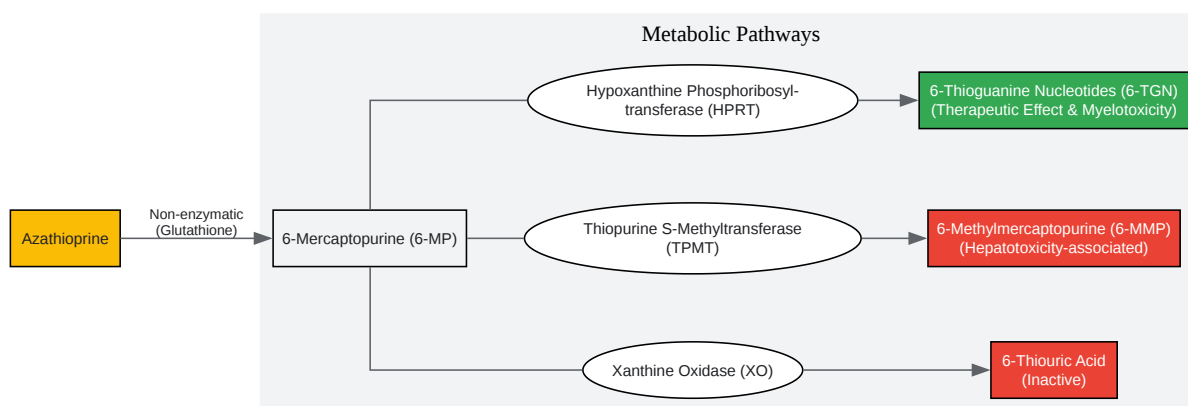 Metabolic Pathways
Hypoxanthine Phosphoribosyl-
transferase (HPRT)
6-Thioguanine Nucleotides (6-TGN)
(Therapeutic Effect & Myelotoxicity)
Azathioprine
Non-enzymatic
(Glutathione)
6-Mercaptopurine (6-MP)
Thiopurine S-Methyltransferase
(TPMT)
6-Methylmercaptopurine (6-MMP)
(Hepatotoxicity-associated)
Xanthine Oxidase (XO)
6-Thiouric Acid
(Inactive)